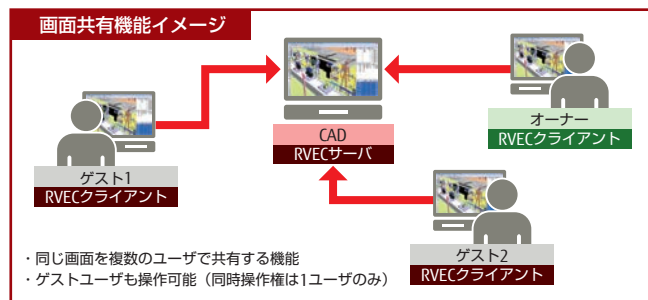 画面共有機能イメージ
CAD
RVECサーバ
オーナー
RVECクライアント
ゲスト1
RVECクライアント
ゲスト2
RVECクライアント
・同じ画面を複数のユーザで共有する機能
・ゲストユーザも操作可能（同時操作権は1ユーザのみ）